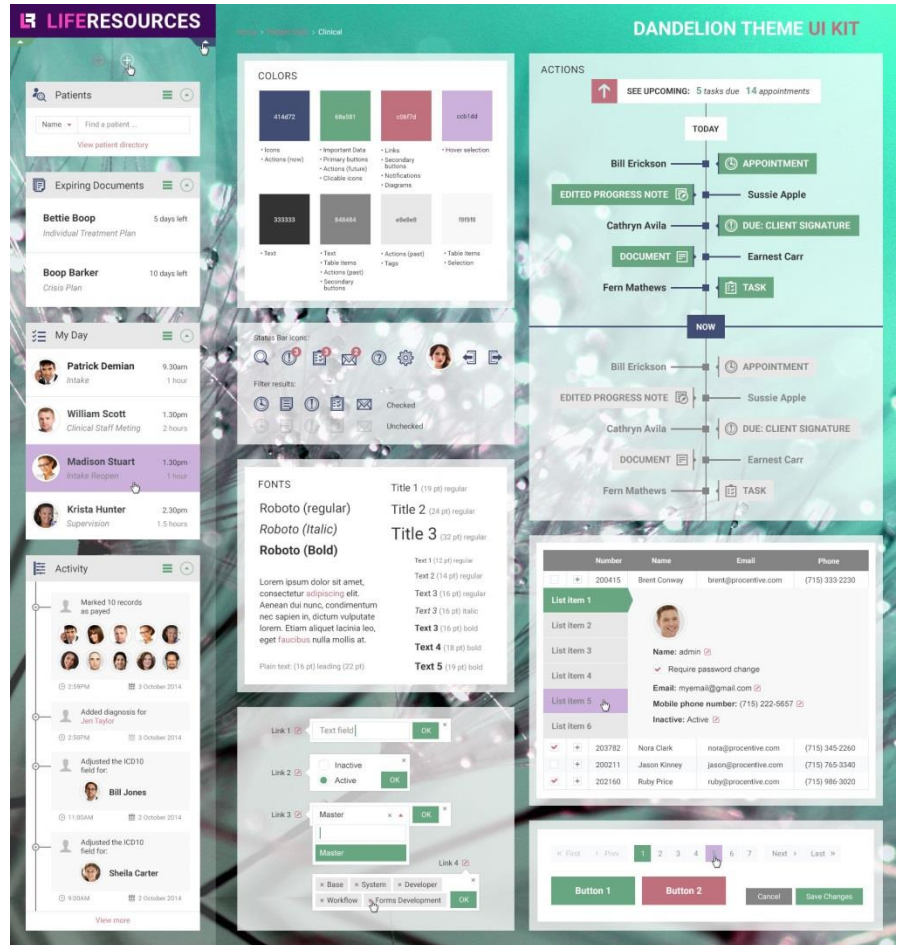 LIFERESOURCES
Patients
Name
Find a patient ...
View patient directory
Expiring Documents
Bettie Boop 5 days left
Individual Treatment Plan
Boop Barker 10 days left
Crisis Plan
My Day
Patrick Demian 9.30am
Intake 1 hour
William Scott 1.30pm
Clinical Staff Meting 2 hours
Madison Stuart 1.30pm
Intake Reopen 1 hour
Krista Hunter 2.30pm
Supervision 1.5 hours
Activity
Marked 10 records
as payed
2:59PM 3 October 2014
Added diagnosis for
Jen Taylor
2:50PM 3 October 2014
Adjusted the ICD10
field for:
Bill Jones
11:00AM 2 October 2014
Adjusted the ICD10
field for:
Sheila Carter
9:00AM 2 October 2014
View more
› Clinical
COLORS
414d72 ccb1dd
• Icons
• Actions (now)
• Important Data
• Primary buttons
• Actions (future)
• Clicable icons
• Links
• Secondary
buttons
• Notifications
• Diagrams
• Hover selection
333333 848484 e8e8e8 f8f8f8
• Text
• Text
• Table items
• Actions (past)
• Secondary
buttons
• Actions (past)
• Tags
• Table items
• Selection
Status Bar icons:
3 3 2
Filter results:
Checked
Unchecked
FONTS
Roboto (regular)
Roboto (Italic)
Roboto (Bold)
Lorem ipsum dolor sit amet,
consectetur adipiscing elit.
Aenean dui nunc, condimentum
nec sapien in, dictum vulputate
lorem. Etiam aliquet lacinia leo,
eget faucibus nulla mollis at.
Plain text: (16 pt) leading (22 pt)
Title 1 (19 pt) regular
Title 2 (24 pt) regular
Title 3 (32 pt) regular
Text 1 (12 pt) regular
Text 2 (14 pt) regular
Text 3 (16 pt) regular
Text 3 (16 pt) italic
Text 3 (16 pt) bold
Text 4 (18 pt) bold
Text 5 (19 pt) bold
Link 1 Text field OK ×
Link 2 Inactive ×
Active OK
Link 3 Master × OK ×
Master
Link 4
× Base × System × Developer ×
× Workflow × Forms Development OK
DANDELION THEME UI KIT
ACTIONS
SEE UPCOMING: 5 tasks due 14 appointments
TODAY
Bill Erickson APPOINTMENT
EDITED PROGRESS NOTE Sussie Apple
Cathryn Avila DUE: CLIENT SIGNATURE
DOCUMENT Earnest Carr
Fern Mathews TASK
NOW
Bill Erickson APPOINTMENT
EDITED PROGRESS NOTE Sussie Apple
Cathryn Avila DUE: CLIENT SIGNATURE
DOCUMENT Earnest Carr
Fern Mathews TASK
Number Name Email Phone
+ 200415 Brent Conway brent@procentive.com (715) 333-2230
List item 1
List item 2
List item 3
List item 4
List item 5
List item 6
Name: admin
Require
password change
Email: myemail@gmail.com
Mobile phone
number: (715) 222-5657
Inactive: Active
+ 203782 Nora Clark nora@procentive.com (715) 345-2260
+ 200211 Jason Kinney jason@procentive.com (715) 765-3340
+ 202160 Ruby Price ruby@procentive.com (715) 986-3020
« First ‹ Prev 1 2 3 4 5 6 7 Next › Last »
Button 1 Button 2 Cancel Save Changes